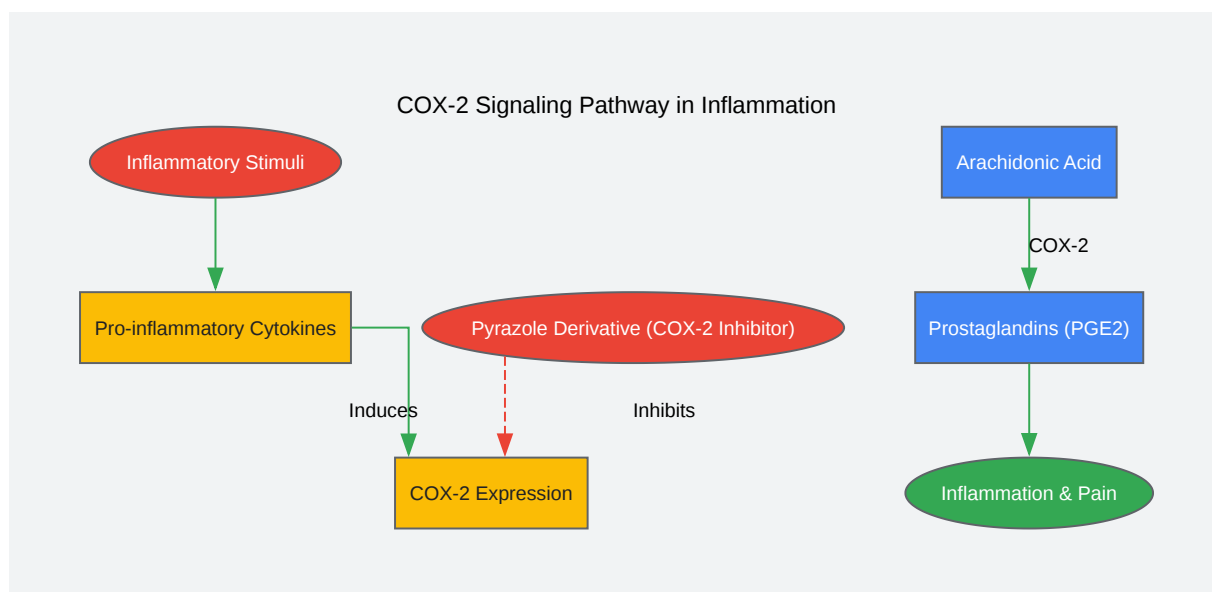 COX-2 Signaling Pathway in Inflammation
Inflammatory Stimuli
Arachidonic Acid
COX-2
Pro-inflammatory Cytokines
Pyrazole Derivative (COX-2 Inhibitor)
Prostaglandins (PGE2)
Induces
Inhibits
COX-2 Expression
Inflammation & Pain